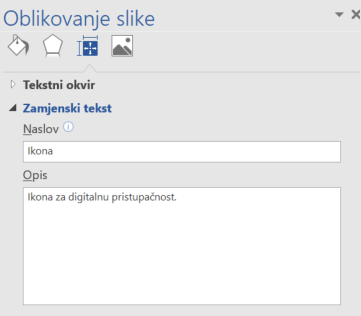 Oblikovanje slike
Tekstni okvir
Zamjenski tekst
Naslov
Ikona
Opis
Ikona za digitalnu pristupačnost.